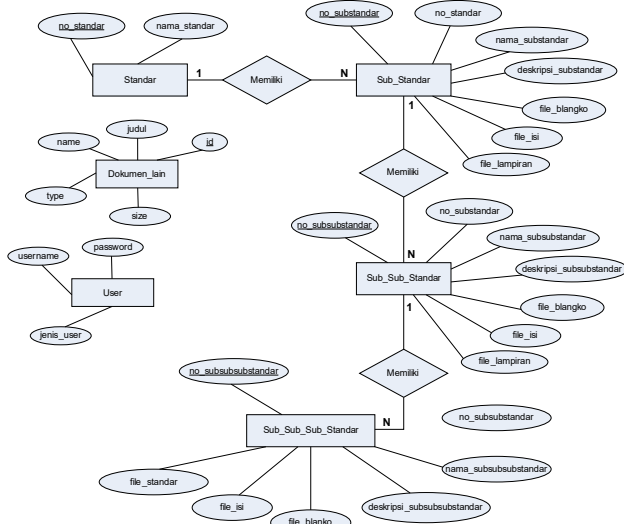 no_standar
nama_standar
Standar
1
Memiliki
N
no_substandar
no_standar
nama_substandar
deskripsi_substandar
file_blangko
file_isi
file_lampiran
Sub_Standar
1
judul
name
id
Dokumen_lain
type
size
Memiliki
username
password
User
jenis_user
no_subsubstandar
no_substandar
nama_subsubstandar
deskripsi_subsubstandar
file_blangko
file_isi
file_lampiran
N
Sub_Sub_Standar
1
Memiliki
no_subsubsubstandar
no_subsubstandar
N
Sub_Sub_Sub_Standar
nama_subsubsubstandar
file_standar
file_isi
file_blanko
deskripsi_subsubsubstandar